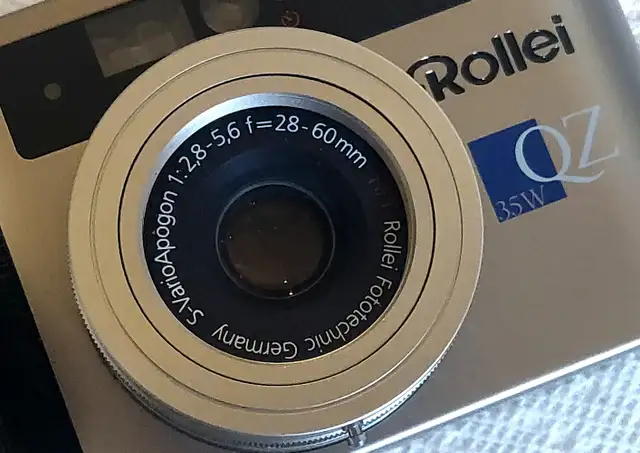 Rollei
QZ
35W
S-VarioApogon 1:2,8-5,6 f=28-60mm
Rollei Fototechnic Germany